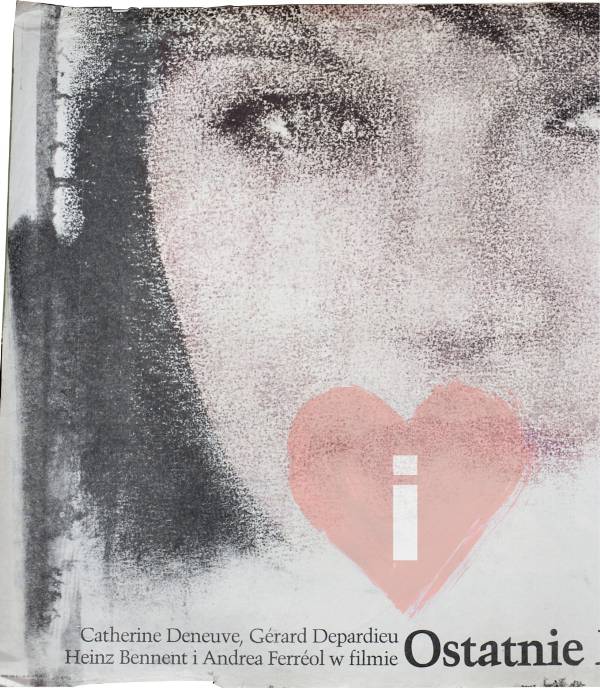 i
Catherine Deneuve, Gérard Depardieu
Heinz Bennent i Andrea Ferréol w filmie
Ostatnie